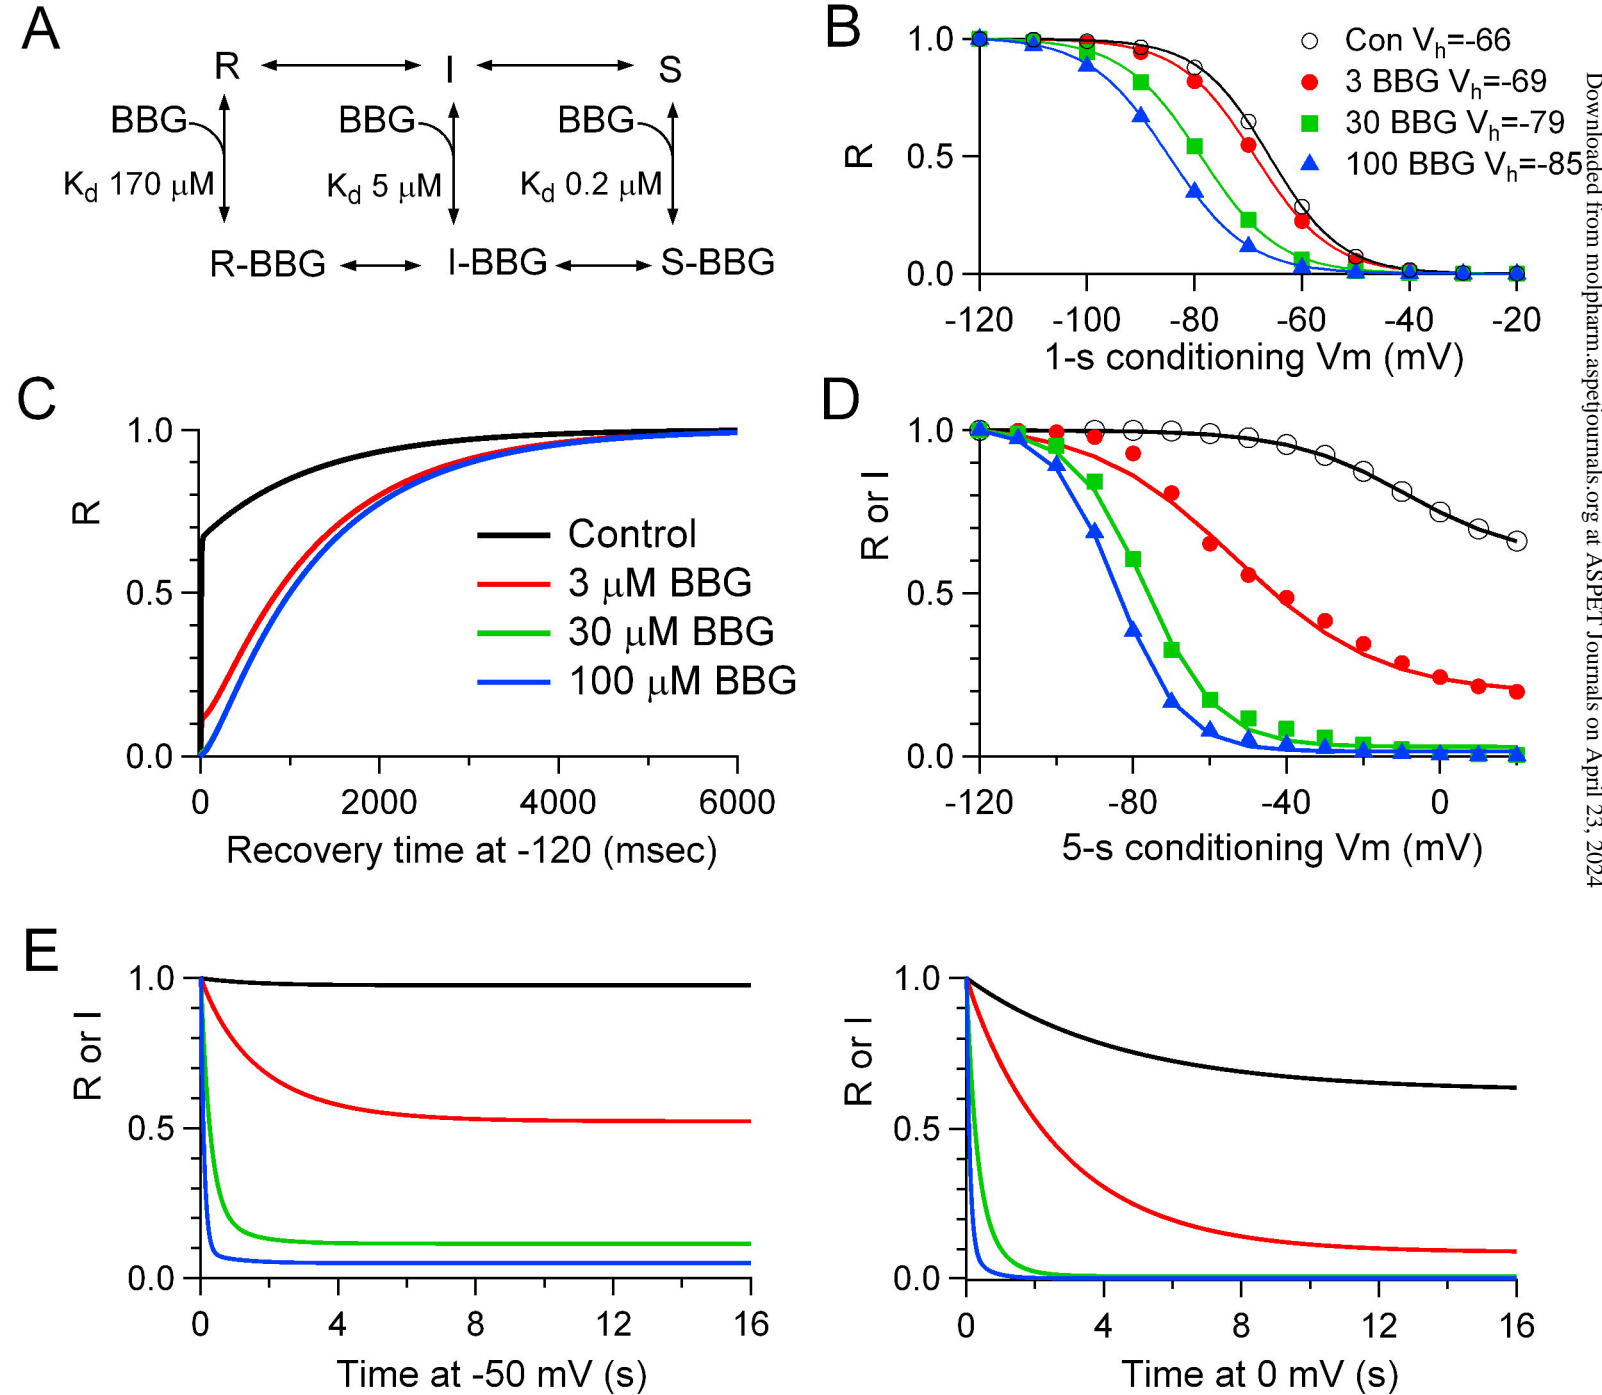 A
R
I
S
BBG
BBG
BBG
Kd 170 μM
Kd 5 μM
Kd 0.2 μM
R-BBG
I-BBG
S-BBG
B
R
1.0
0.5
0.0
Con Vh=-66
3 BBG Vh=-69
30 BBG Vh=-79
100 BBG Vh=-85
-120
-100
-80
-60
-40
-20
1-s conditioning Vm (mV)
C
R
1.0
0.5
0.0
Control
3 μM BBG
30 μM BBG
100 μM BBG
0
2000
4000
6000
Recovery time at -120 (msec)
D
R or I
1.0
0.5
0.0
-120
-80
-40
0
5-s conditioning Vm (mV)
E
R or I
1.0
0.5
0.0
0
4
8
12
16
Time at -50 mV (s)
R or I
1.0
0.5
0.0
0
4
8
12
16
Time at 0 mV (s)
Downloaded from molpharm.aspetjournals.org at ASPET Journals on April 23, 2024